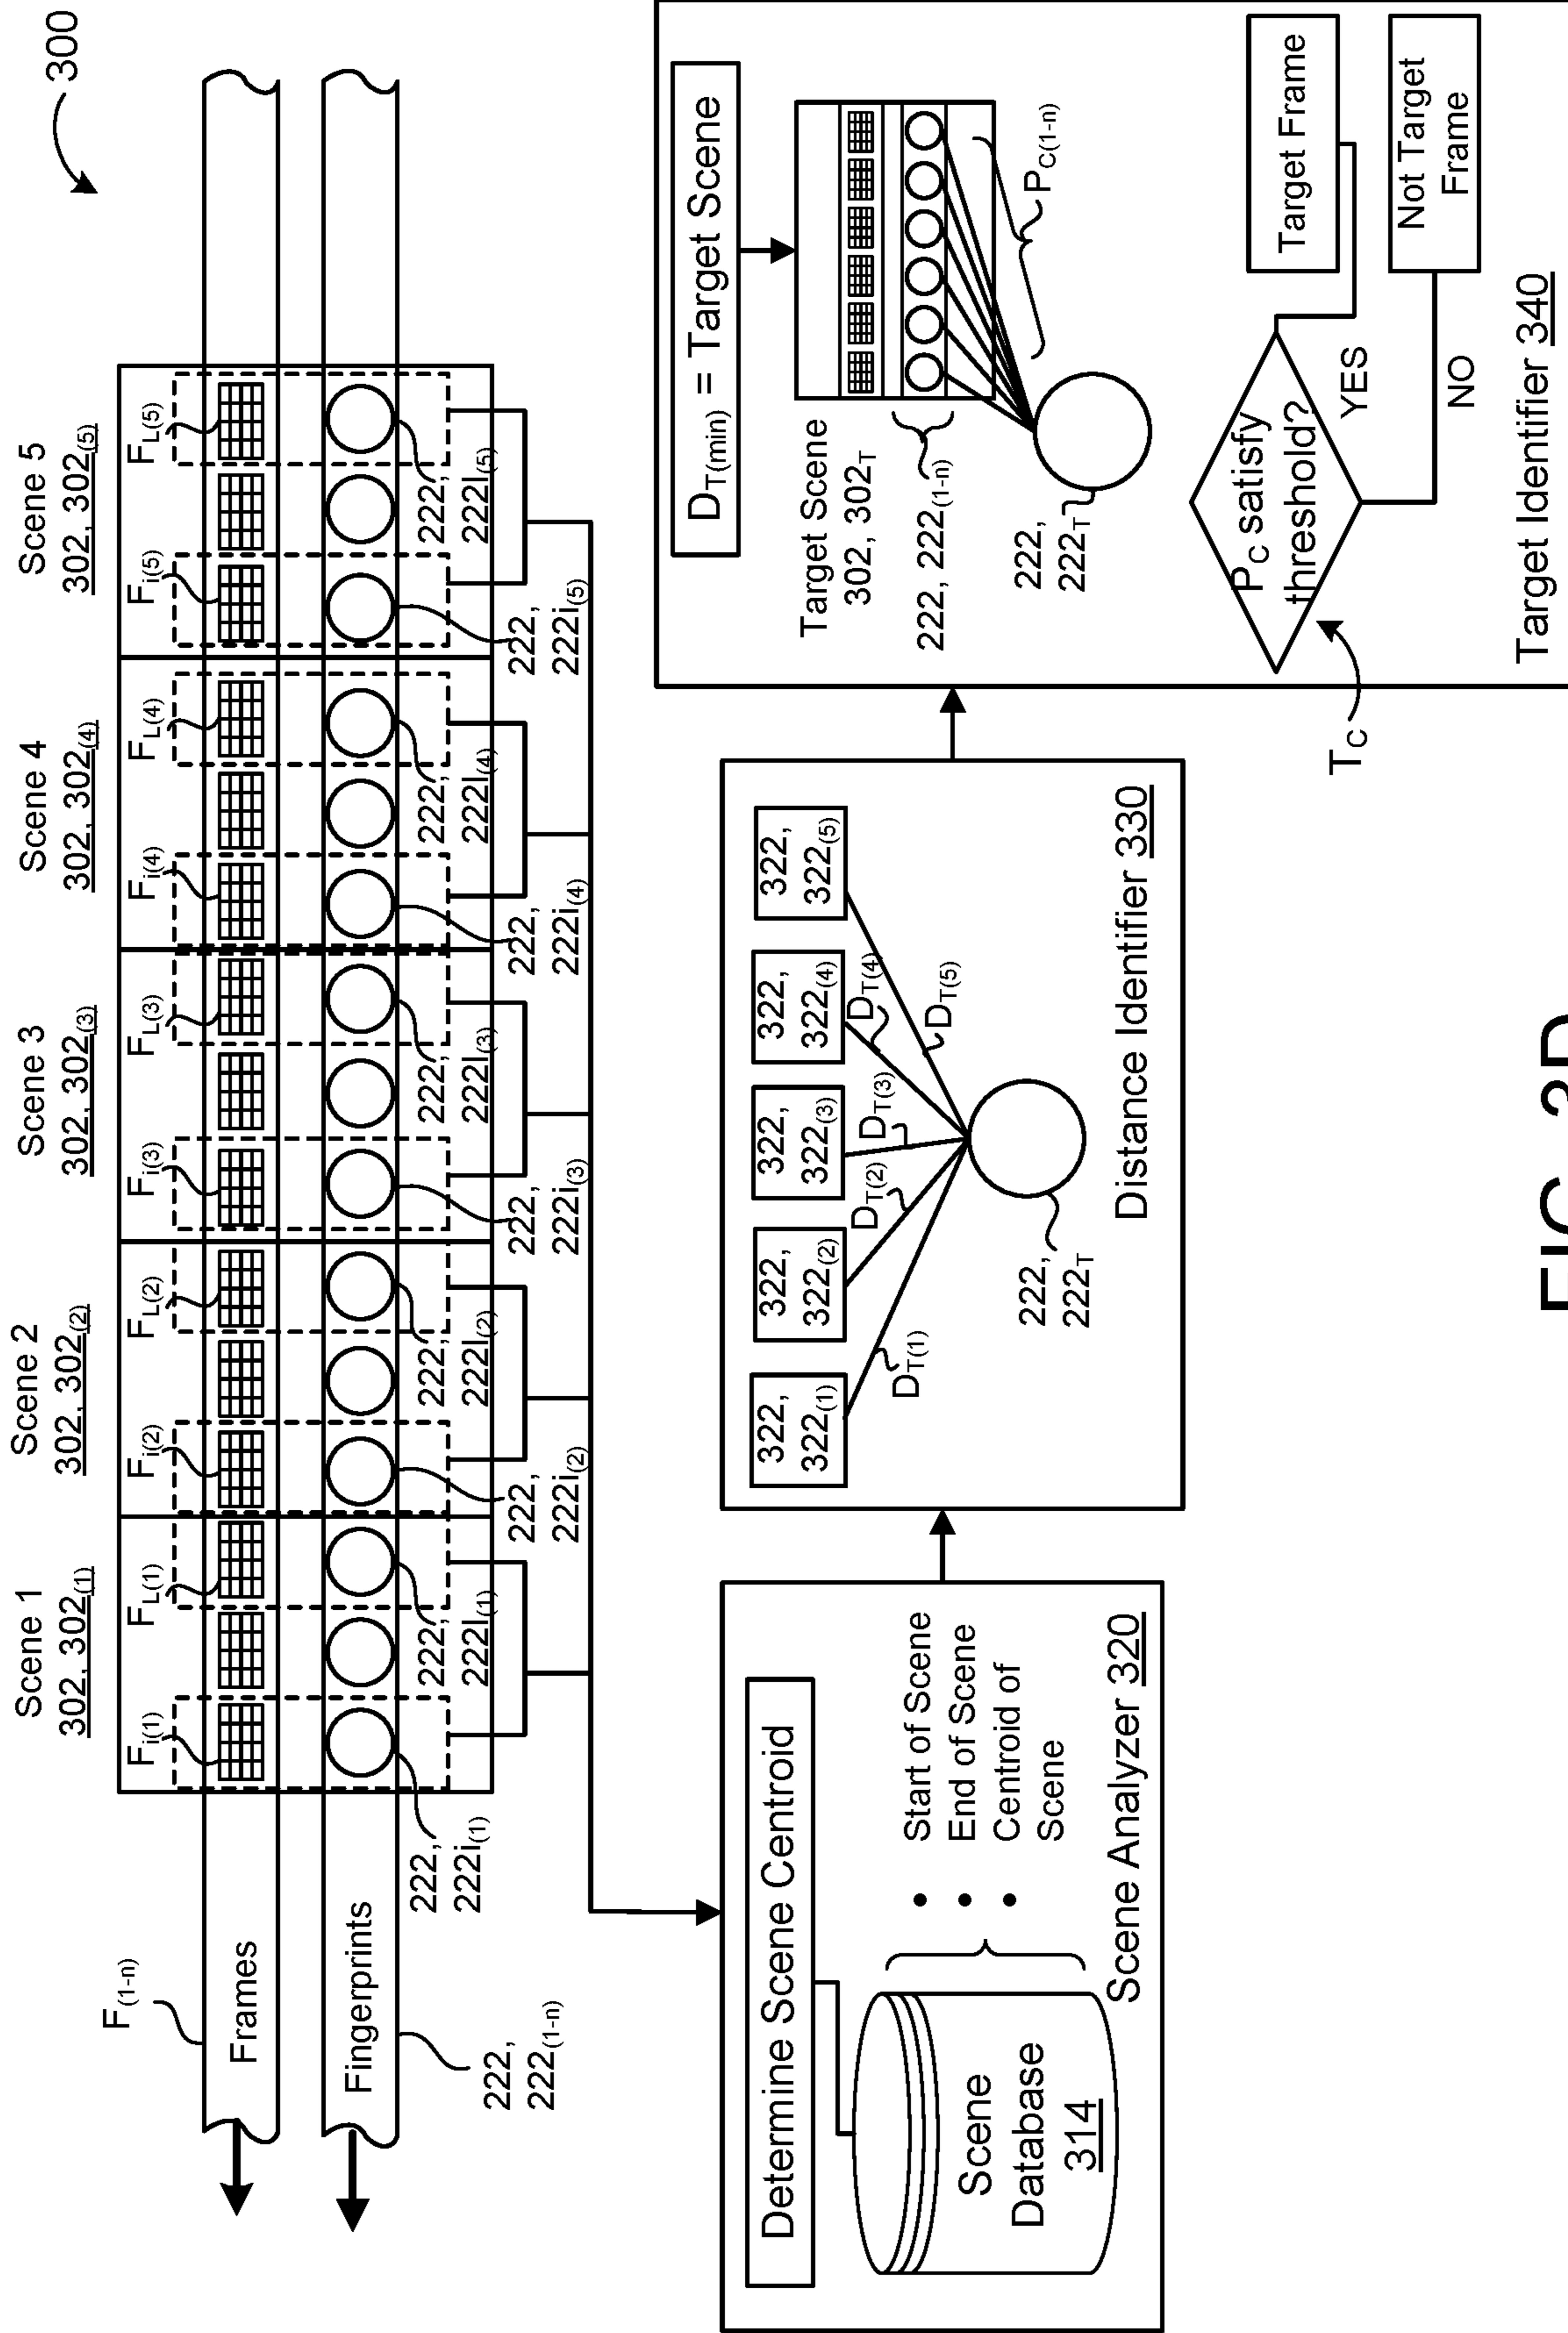 300
Scene 1
302, 302(1)
Scene 2
302, 302(2)
Scene 3
302, 302(3)
Scene 4
302, 302(4)
Scene 5
302, 302(5)
F(1-n)
Fi(1)
FL(1)
Fi(2)
FL(2)
Fi(3)
FL(3)
Fi(4)
FL(4)
Fi(5)
FL(5)
Frames
Fingerprints
222,
222(1-n)
222,
222i(1)
222,
222l(1)
222,
222i(2)
222,
222l(2)
222,
222i(3)
222,
222l(3)
222,
222i(4)
222,
222l(4)
222,
222i(5)
222,
222l(5)
Determine Scene Centroid
Scene
Database
314
• Start of Scene
• End of Scene
• Centroid of
Scene
Scene Analyzer 320
322,
322(1)
322,
322(2)
322,
322(3)
322,
322(4)
322,
322(5)
DT(1)
DT(2)
DT(3)
DT(4)
DT(5)
222,
222T
Distance Identifier 330
DT(min) = Target Scene
Target Scene
302, 302T
222, 222(1-n)
PC(1-n)
222,
222T
PC satisfy
threshold?
TC
YES
NO
Target Frame
Not Target
Frame
Target Identifier 340